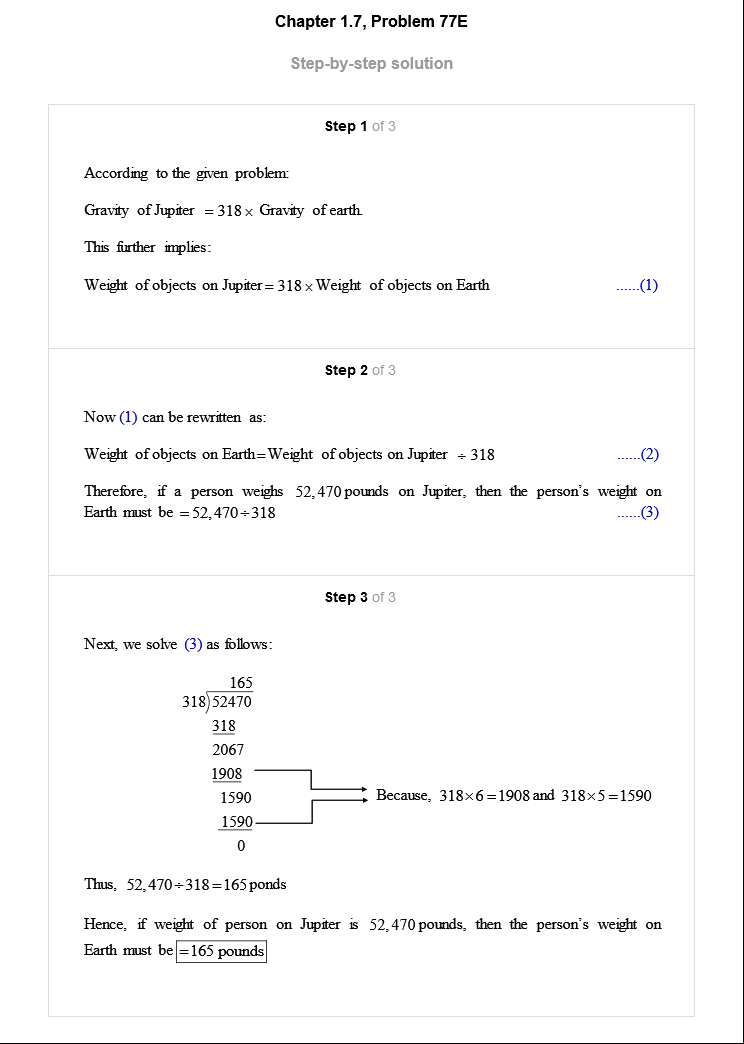 Chapter 1.7, Problem 77E
Step-by-step solution
Step 1 of 3
According to the given problem:
Gravity of Jupiter = 318 × Gravity of earth.
This further implies:
Weight of objects on Jupiter = 318 × Weight of objects on Earth ......(1)
Step 2 of 3
Now (1) can be rewritten as:
Weight of objects on Earth=Weight of objects on Jupiter ÷ 318 ......(2)
Therefore, if a person weighs 52,470 pounds on Jupiter, then the person's weight on
Earth must be = 52,470 ÷ 318 ......(3)
Step 3 of 3
Next, we solve (3) as follows:
165
318)52470
318
2067
1908
1590
Because, 318×6=1908 and 318×5=1590
1590
0
Thus, 52,470÷318=165 ponds
Hence, if weight of person on Jupiter is 52,470 pounds, then the person's weight on
Earth must be =165 pounds